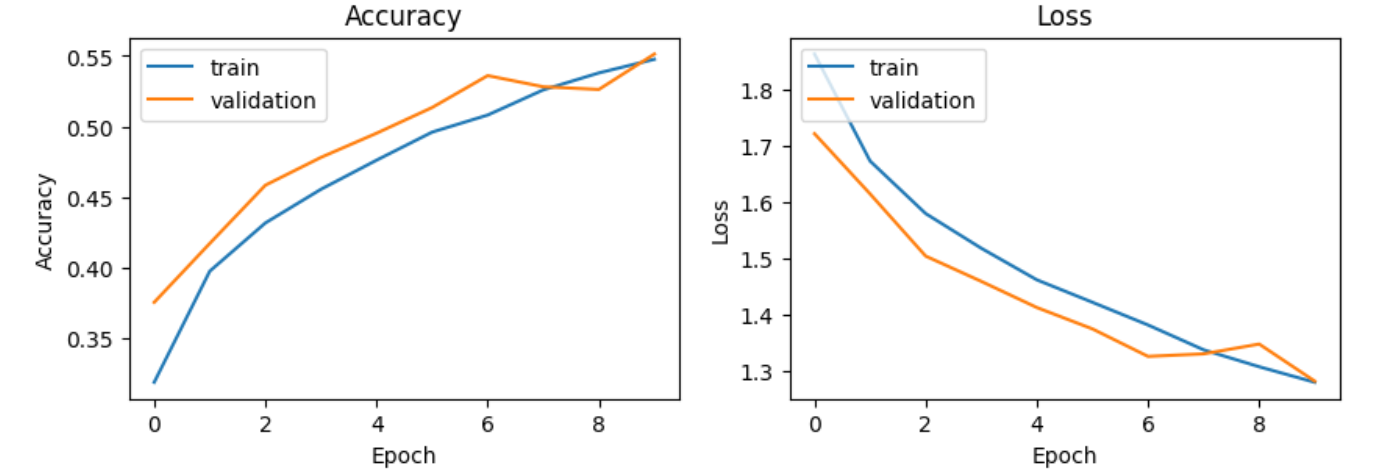 Accuracy
0.55
0.50
0.45
0.40
0.35
Accuracy
train
validation
0
2
4
6
8
Epoch
Loss
1.8
1.7
1.6
1.5
1.4
1.3
Loss
train
validation
0
2
4
6
8
Epoch